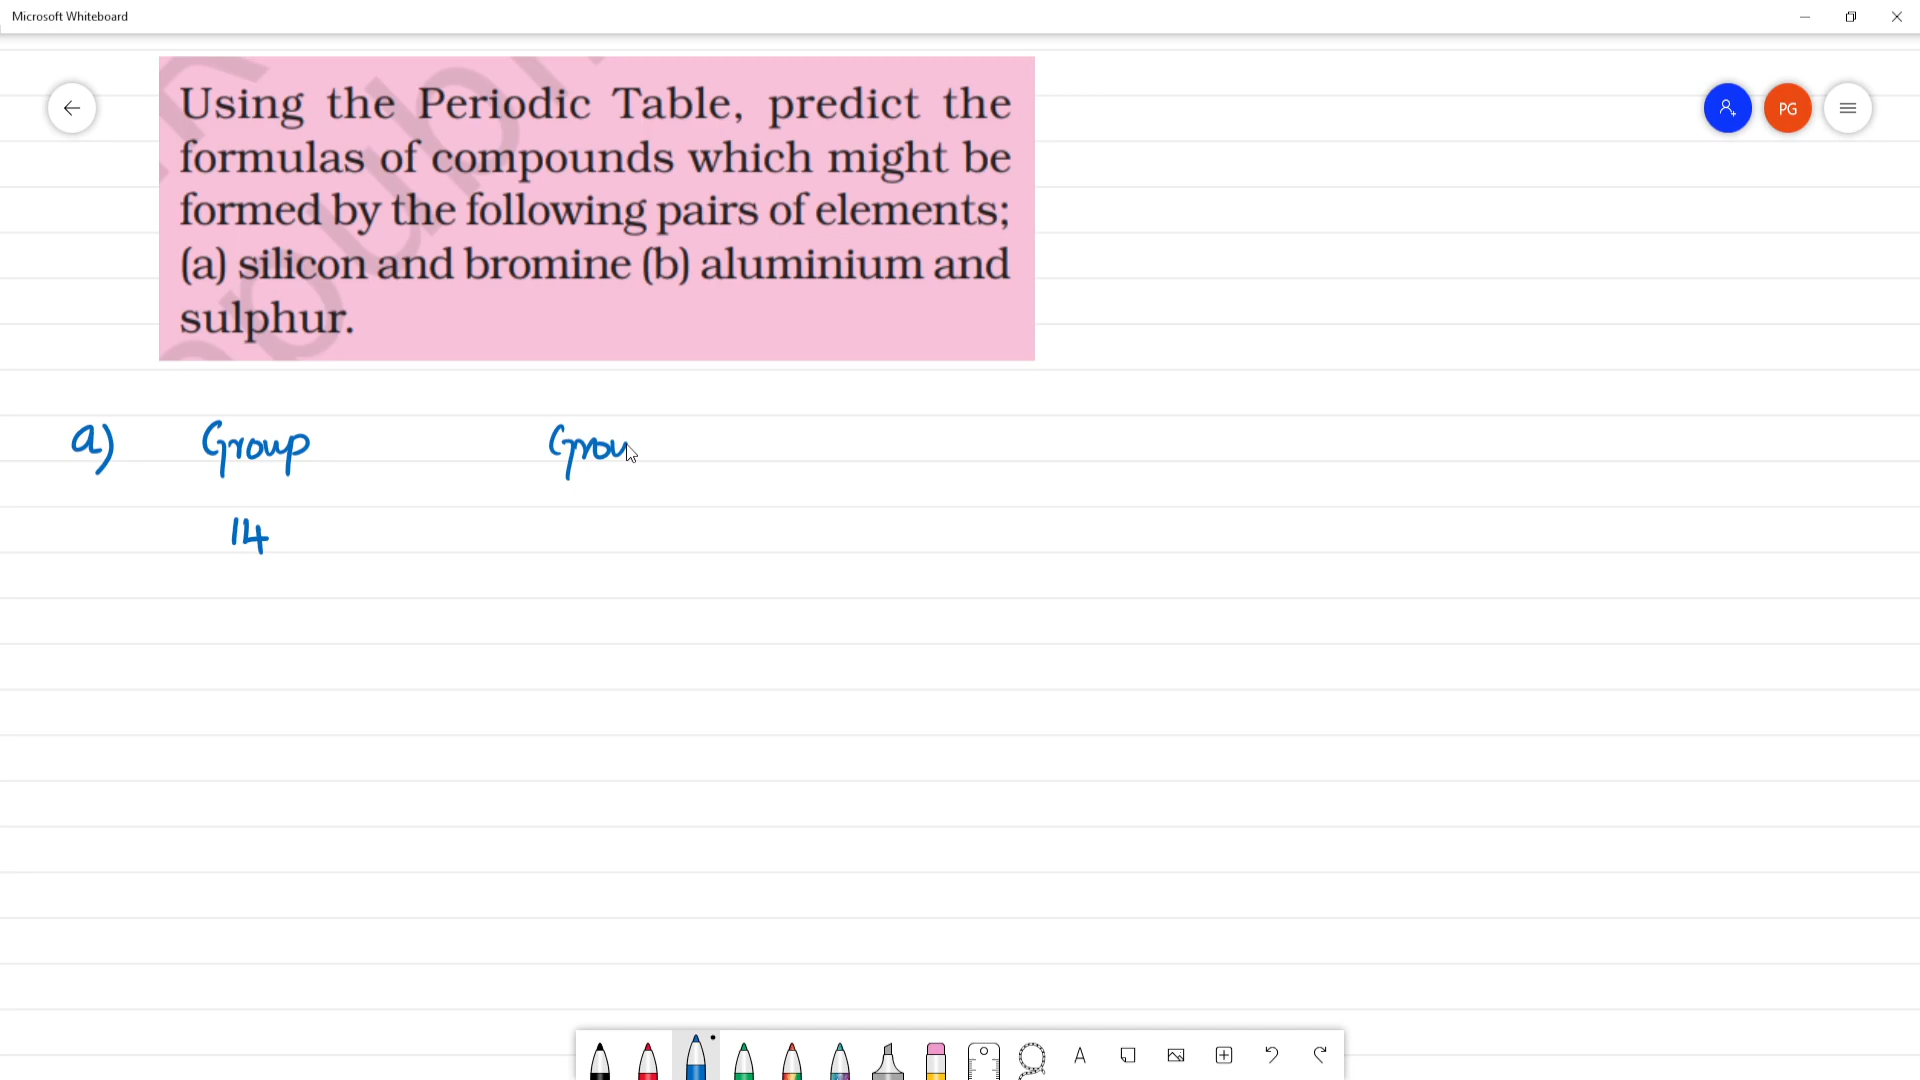 Microsoft Whiteboard
Using the Periodic Table, predict the
formulas of compounds which might be
formed by the following pairs of elements;
(a) silicon and bromine (b) aluminium and
sulphur.
PG
a) Group Grou
14
A